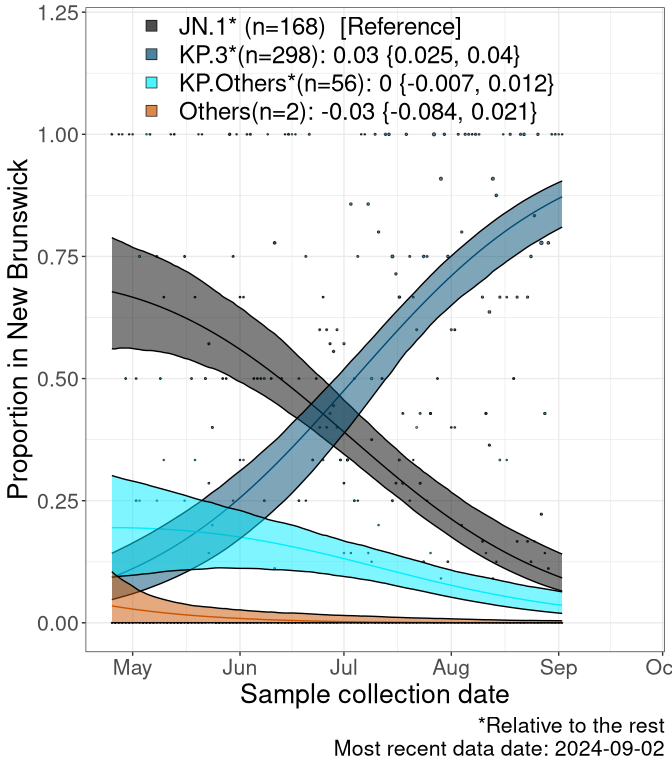 1.25
JN.1* (n=168)  [Reference]
KP.3*(n=298): 0.03 {0.025, 0.04}
KP.Others*(n=56): 0 {-0.007, 0.012}
Others(n=2): -0.03 {-0.084, 0.021}
1.00
0.75
0.50
0.25
0.00
Proportion in New Brunswick
May Jun Jul Aug Sep Oc
Sample collection date
*Relative to the rest
Most recent data date: 2024-09-02